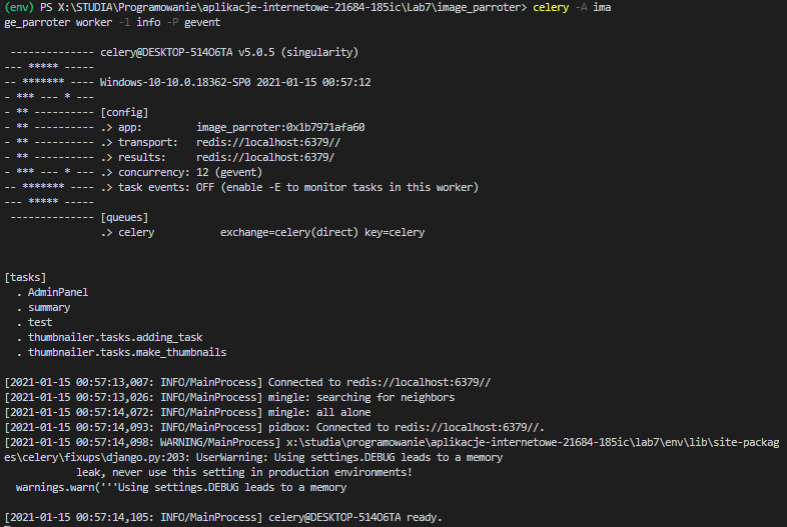 (env) PS X:\STUDIA\Programowanie\aplikacje-internetowe-21684-185ic\Lab7\image_parroter> celery -A ima
ge_parroter worker -l info -P gevent
-------------- celery@DESKTOP-514O6TA v5.0.5 (singularity)
--- ***** -----
-- ******* ---- Windows-10-10.0.18362-SP0 2021-01-15 00:57:12
- *** --- * ---
- ** ---------- [config]
- ** ---------- .> app:         image_parroter:0x1b7971afa60
- ** ---------- .> transport:   redis://localhost:6379//
- ** ---------- .> results:     redis://localhost:6379/
- *** --- * --- .> concurrency: 12 (gevent)
-- ******* ---- .> task events: OFF (enable -E to monitor tasks in this worker)
--- ***** -----
-------------- [queues]
.> celery           exchange=celery(direct) key=celery
[tasks]
. AdminPanel
. summary
. test
. thumbnailer.tasks.adding_task
. thumbnailer.tasks.make_thumbnails
[2021-01-15 00:57:13,007: INFO/MainProcess] Connected to redis://localhost:6379//
[2021-01-15 00:57:13,026: INFO/MainProcess] mingle: searching for neighbors
[2021-01-15 00:57:14,072: INFO/MainProcess] mingle: all alone
[2021-01-15 00:57:14,093: INFO/MainProcess] pidbox: Connected to redis://localhost:6379//.
[2021-01-15 00:57:14,098: WARNING/MainProcess] x:\studia\programowanie\aplikacje-internetowe-21684-185ic\lab7\env\lib\site-packag
es\celery\fixups\django.py:203: UserWarning: Using settings.DEBUG leads to a memory
leak, never use this setting in production environments!
warnings.warn('''Using settings.DEBUG leads to a memory
[2021-01-15 00:57:14,105: INFO/MainProcess] celery@DESKTOP-514O6TA ready.